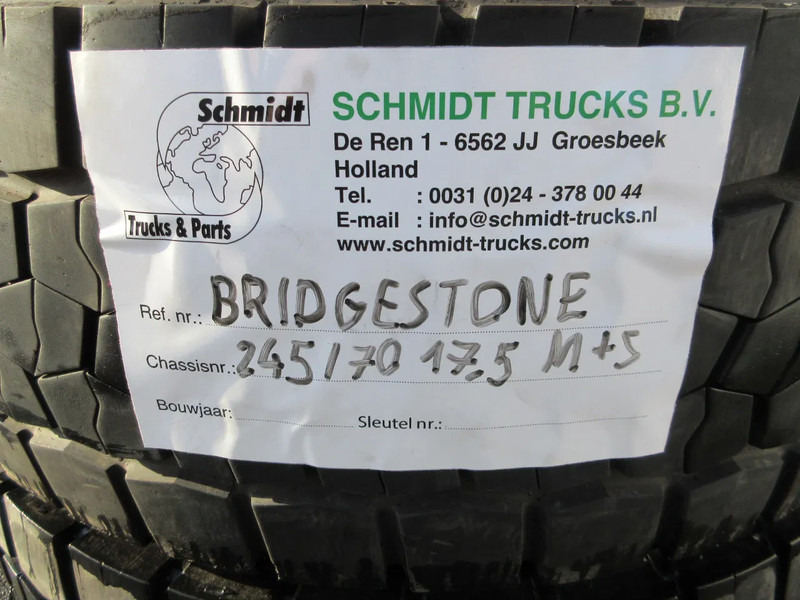 Schmidt
Trucks & Parts
SCHMIDT TRUCKS B.V.
De Ren 1 - 6562 JJ Groesbeek
Holland
Tel. : 0031 (0)24 - 378 00 44
E-mail : info@schmidt-trucks.nl
www.schmidt-trucks.com
Ref. nr.: BRIDGESTONE
Chassisnr.: 245/70 17.5 M+S
Bouwjaar: Sleutel nr.: